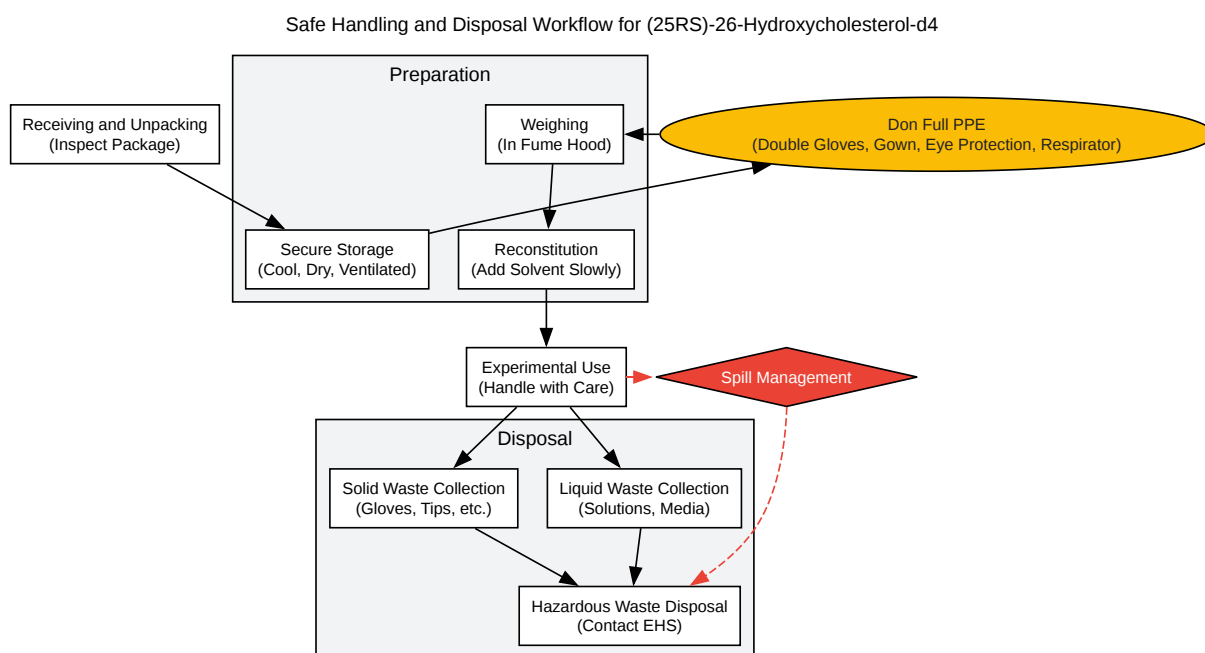 Safe Handling and Disposal Workflow for (25RS)-26-Hydroxycholesterol-d4
Preparation
Receiving and Unpacking
(Inspect Package)
Weighing
(In Fume Hood)
Don Full PPE
(Double Gloves, Gown, Eye Protection, Respirator)
Secure Storage
(Cool, Dry, Ventilated)
Reconstitution
(Add Solvent Slowly)
Experimental Use
(Handle with Care)
Spill Management
Disposal
Solid Waste Collection
(Gloves, Tips, etc.)
Liquid Waste Collection
(Solutions, Media)
Hazardous Waste Disposal
(Contact EHS)